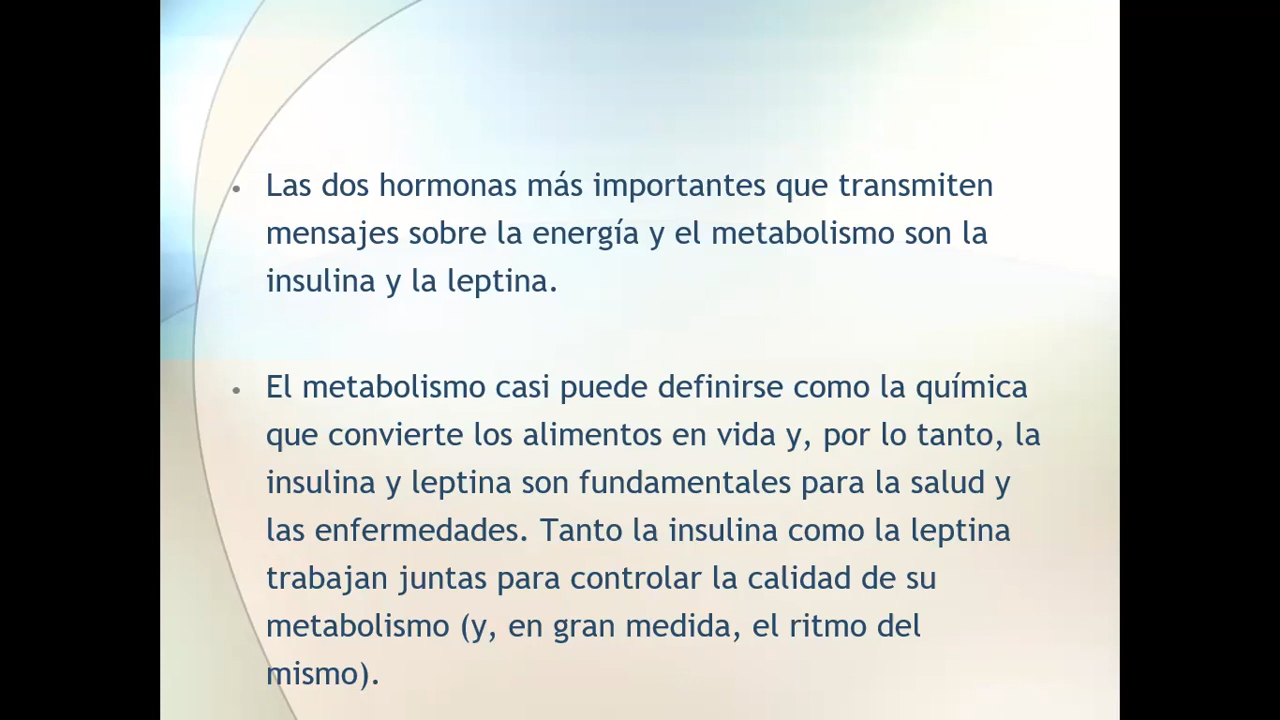 • Las dos hormonas más importantes que transmiten
mensajes sobre la energía y el metabolismo son la
insulina y la leptina.
• El metabolismo casi puede definirse como la química
que convierte los alimentos en vida y, por lo tanto, la
insulina y leptina son fundamentales para la salud y
las enfermedades. Tanto la insulina como la leptina
trabajan juntas para controlar la calidad de su
metabolismo (y, en gran medida, el ritmo del
mismo).